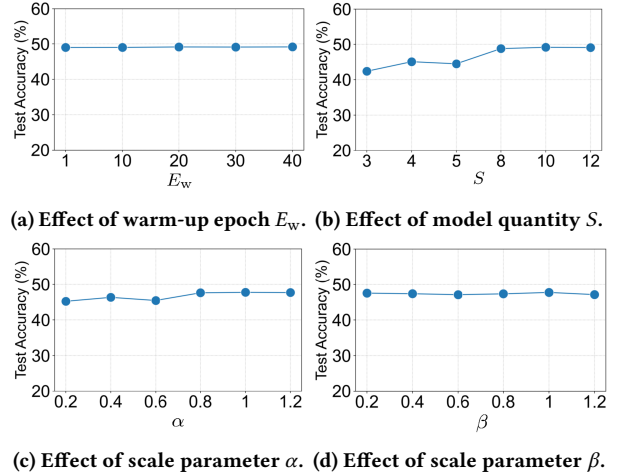 60
50
40
30
20
Test Accuracy (%)
1 10 20 30 40
E_w
60
50
40
30
20
Test Accuracy (%)
3 4 5 8 10 12
S
(a) Effect of warm-up epoch E_w. (b) Effect of model quantity S.
60
50
40
30
20
Test Accuracy (%)
0.2 0.4 0.6 0.8 1 1.2
α
60
50
40
30
20
Test Accuracy (%)
0.2 0.4 0.6 0.8 1 1.2
β
(c) Effect of scale parameter α. (d) Effect of scale parameter β.